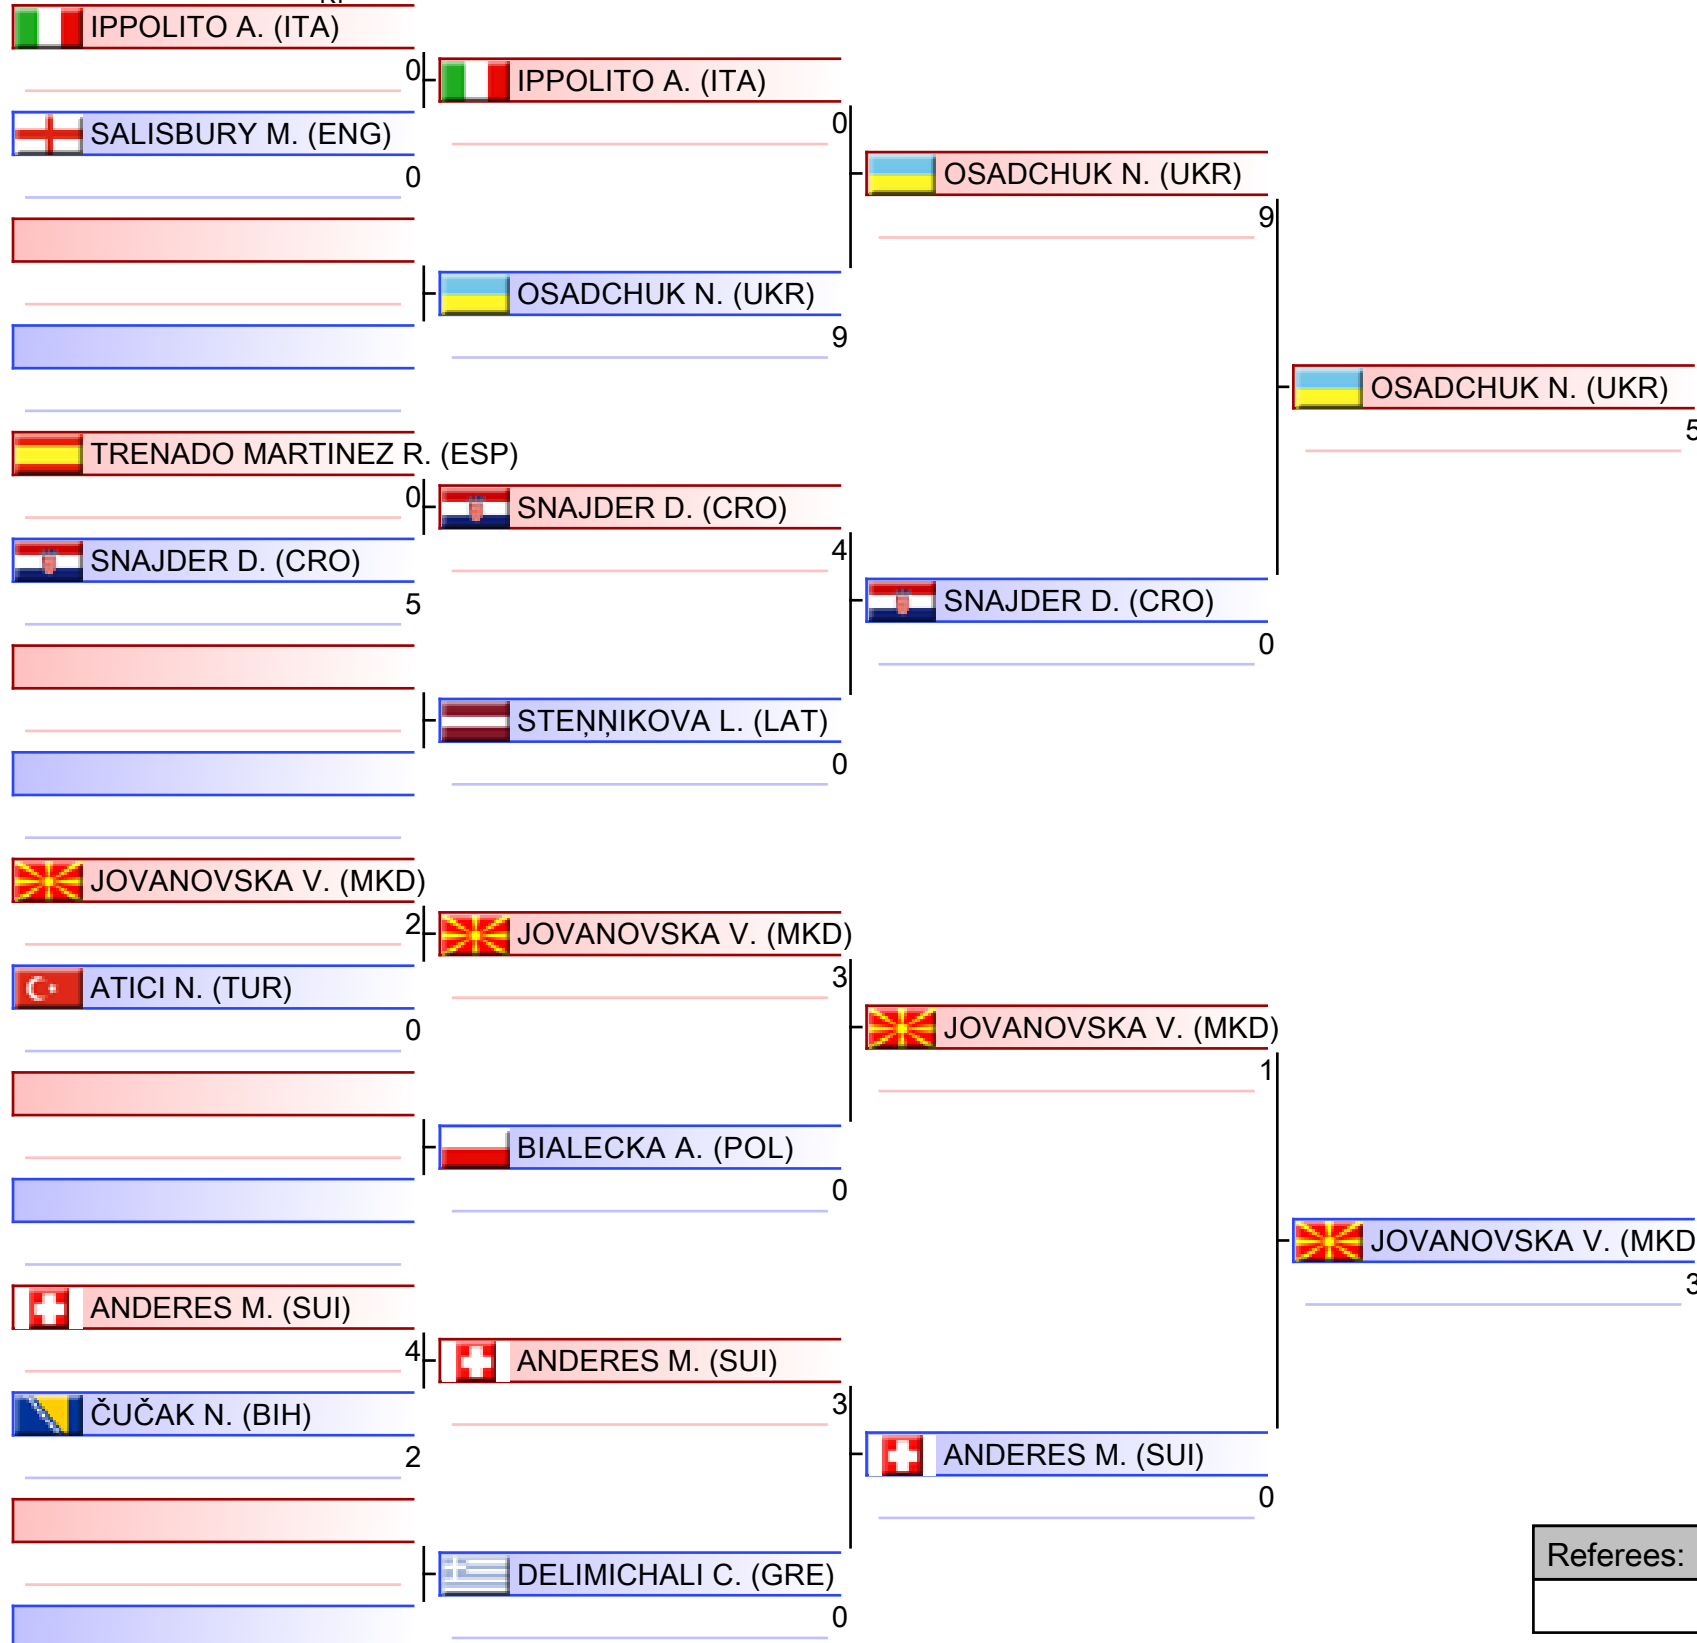 IPPOLITO A. (ITA)
0
SALISBURY M. (ENG)
0
TRENADO MARTINEZ R. (ESP)
0
SNAJDER D. (CRO)
5
JOVANOVSKA V. (MKD)
2
ATICI N. (TUR)
0
ANDERES M. (SUI)
4
ČUČAK N. (BIH)
2
IPPOLITO A. (ITA)
0
OSADCHUK N. (UKR)
9
SNAJDER D. (CRO)
4
STEŅŅIKOVA L. (LAT)
0
JOVANOVSKA V. (MKD)
3
BIALECKA A. (POL)
0
ANDERES M. (SUI)
3
DELIMICHALI C. (GRE)
0
OSADCHUK N. (UKR)
9
SNAJDER D. (CRO)
0
JOVANOVSKA V. (MKD)
1
ANDERES M. (SUI)
0
OSADCHUK N. (UKR)
5
JOVANOVSKA V. (MKD
3
Referees: